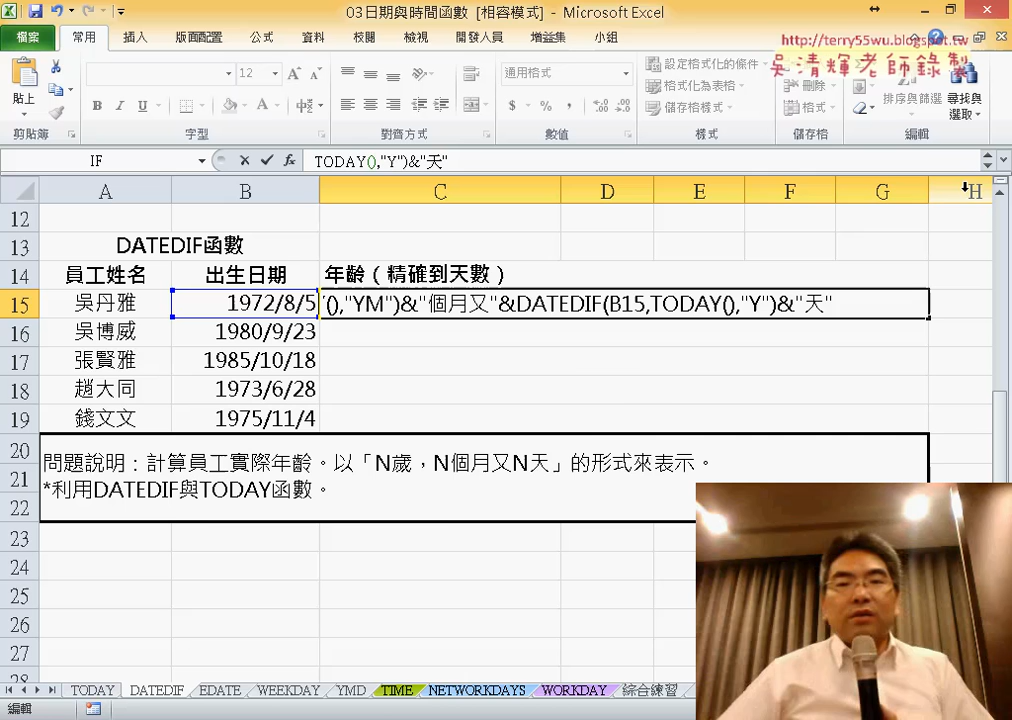 03日期與時間函數 [相容模式] - Microsoft Excel
http://terry55wu.blogspot.tw
吳清輝老師錄製
檔案 常用 插入 版面配置 公式 資料 校閱 檢視 開發人員 增益集 小組
貼上
12
通用格式
設定格式化的條件
格式化為表格
儲存格樣式
刪除
格式
排序與篩選
尋找與
選取
剪貼簿 字型 對齊方式 數值 樣式 儲存格 編輯
IF
TODAY(),"Y")&"天"
A B C D E F G H
12
13 DATEDIF函數
14 員工姓名 出生日期 年齡（精確到天數）
15 吳丹雅 1972/8/5 (),"YM")&"個月又"&DATEDIF(B15,TODAY(),"Y")&"天"
16 吳博威 1980/9/23
17 張賢雅 1985/10/18
18 趙大同 1973/6/28
19 錢文文 1975/11/4
20
問題說明：計算員工實際年齡。以「N歲，N個月又N天」的形式來表示。
21
*利用DATEDIF與TODAY函數。
22
23
24
25
26
27
28
TODAY DATEDIF EDATE WEEKDAY YMD TIME NETWORKDAYS WORKDAY 綜合練習
編輯